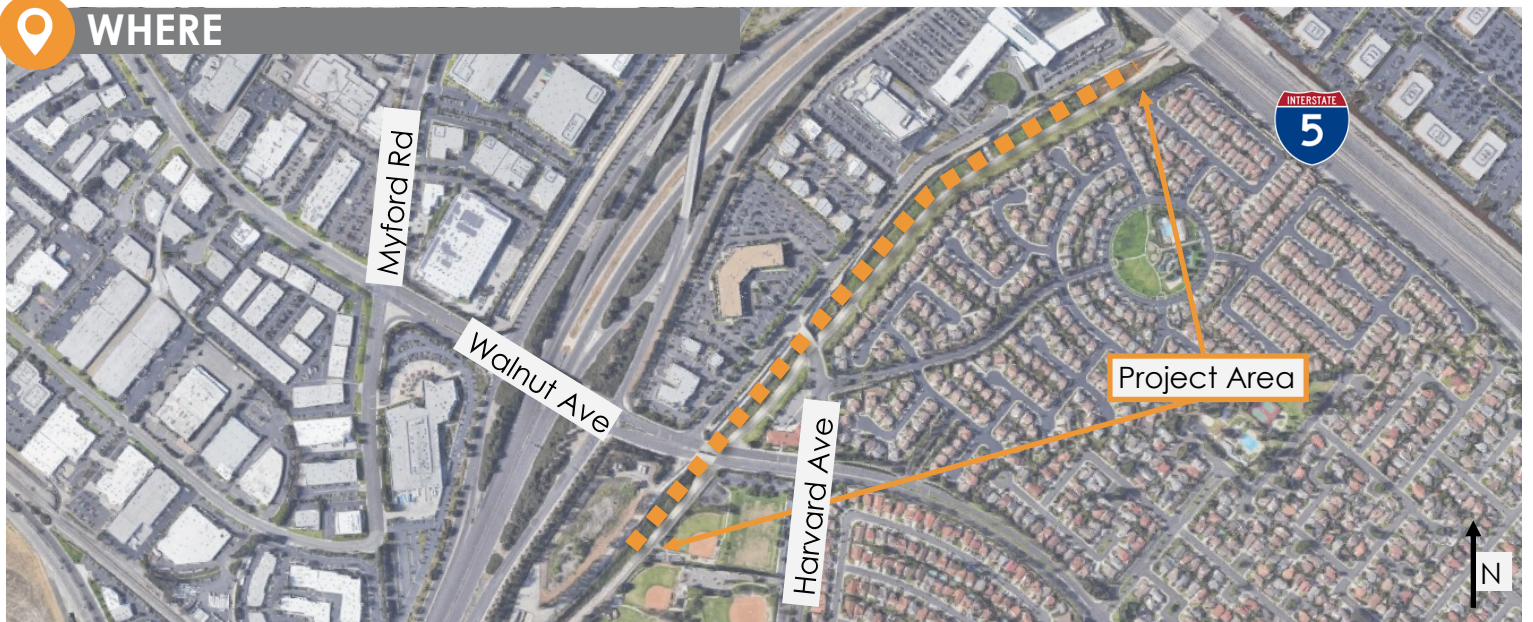 WHERE
INTERSTATE
5
Myford Rd
Walnut Ave
Project Area
Harvard Ave
N